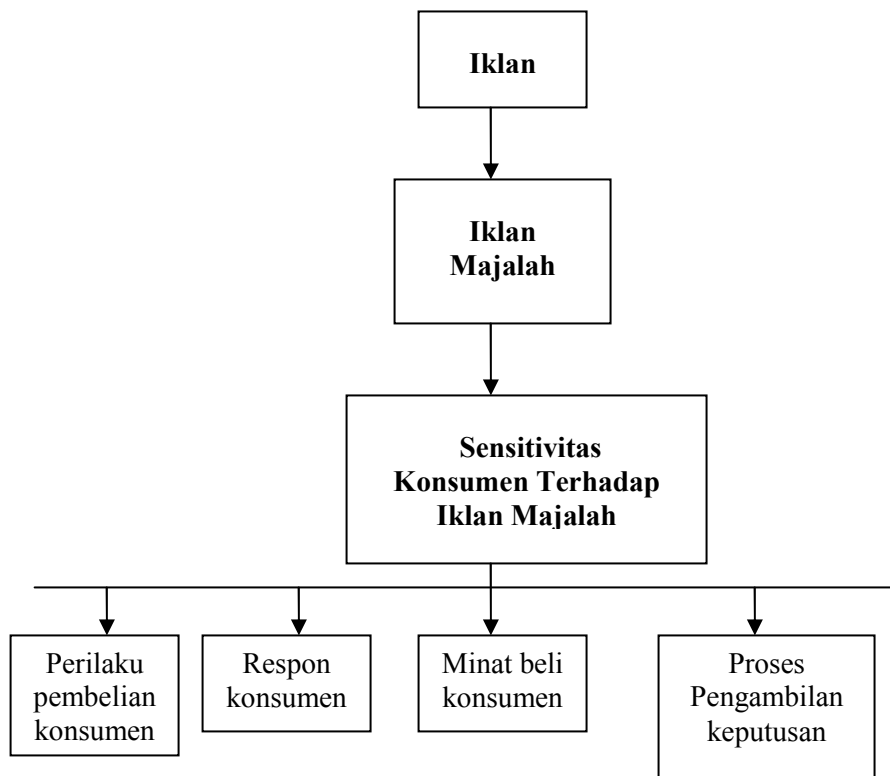 Iklan
Iklan
Majalah
Sensitivitas
Konsumen Terhadap
Iklan Majalah
Perilaku
pembelian
konsumen
Respon
konsumen
Minat beli
konsumen
Proses
Pengambilan
keputusan